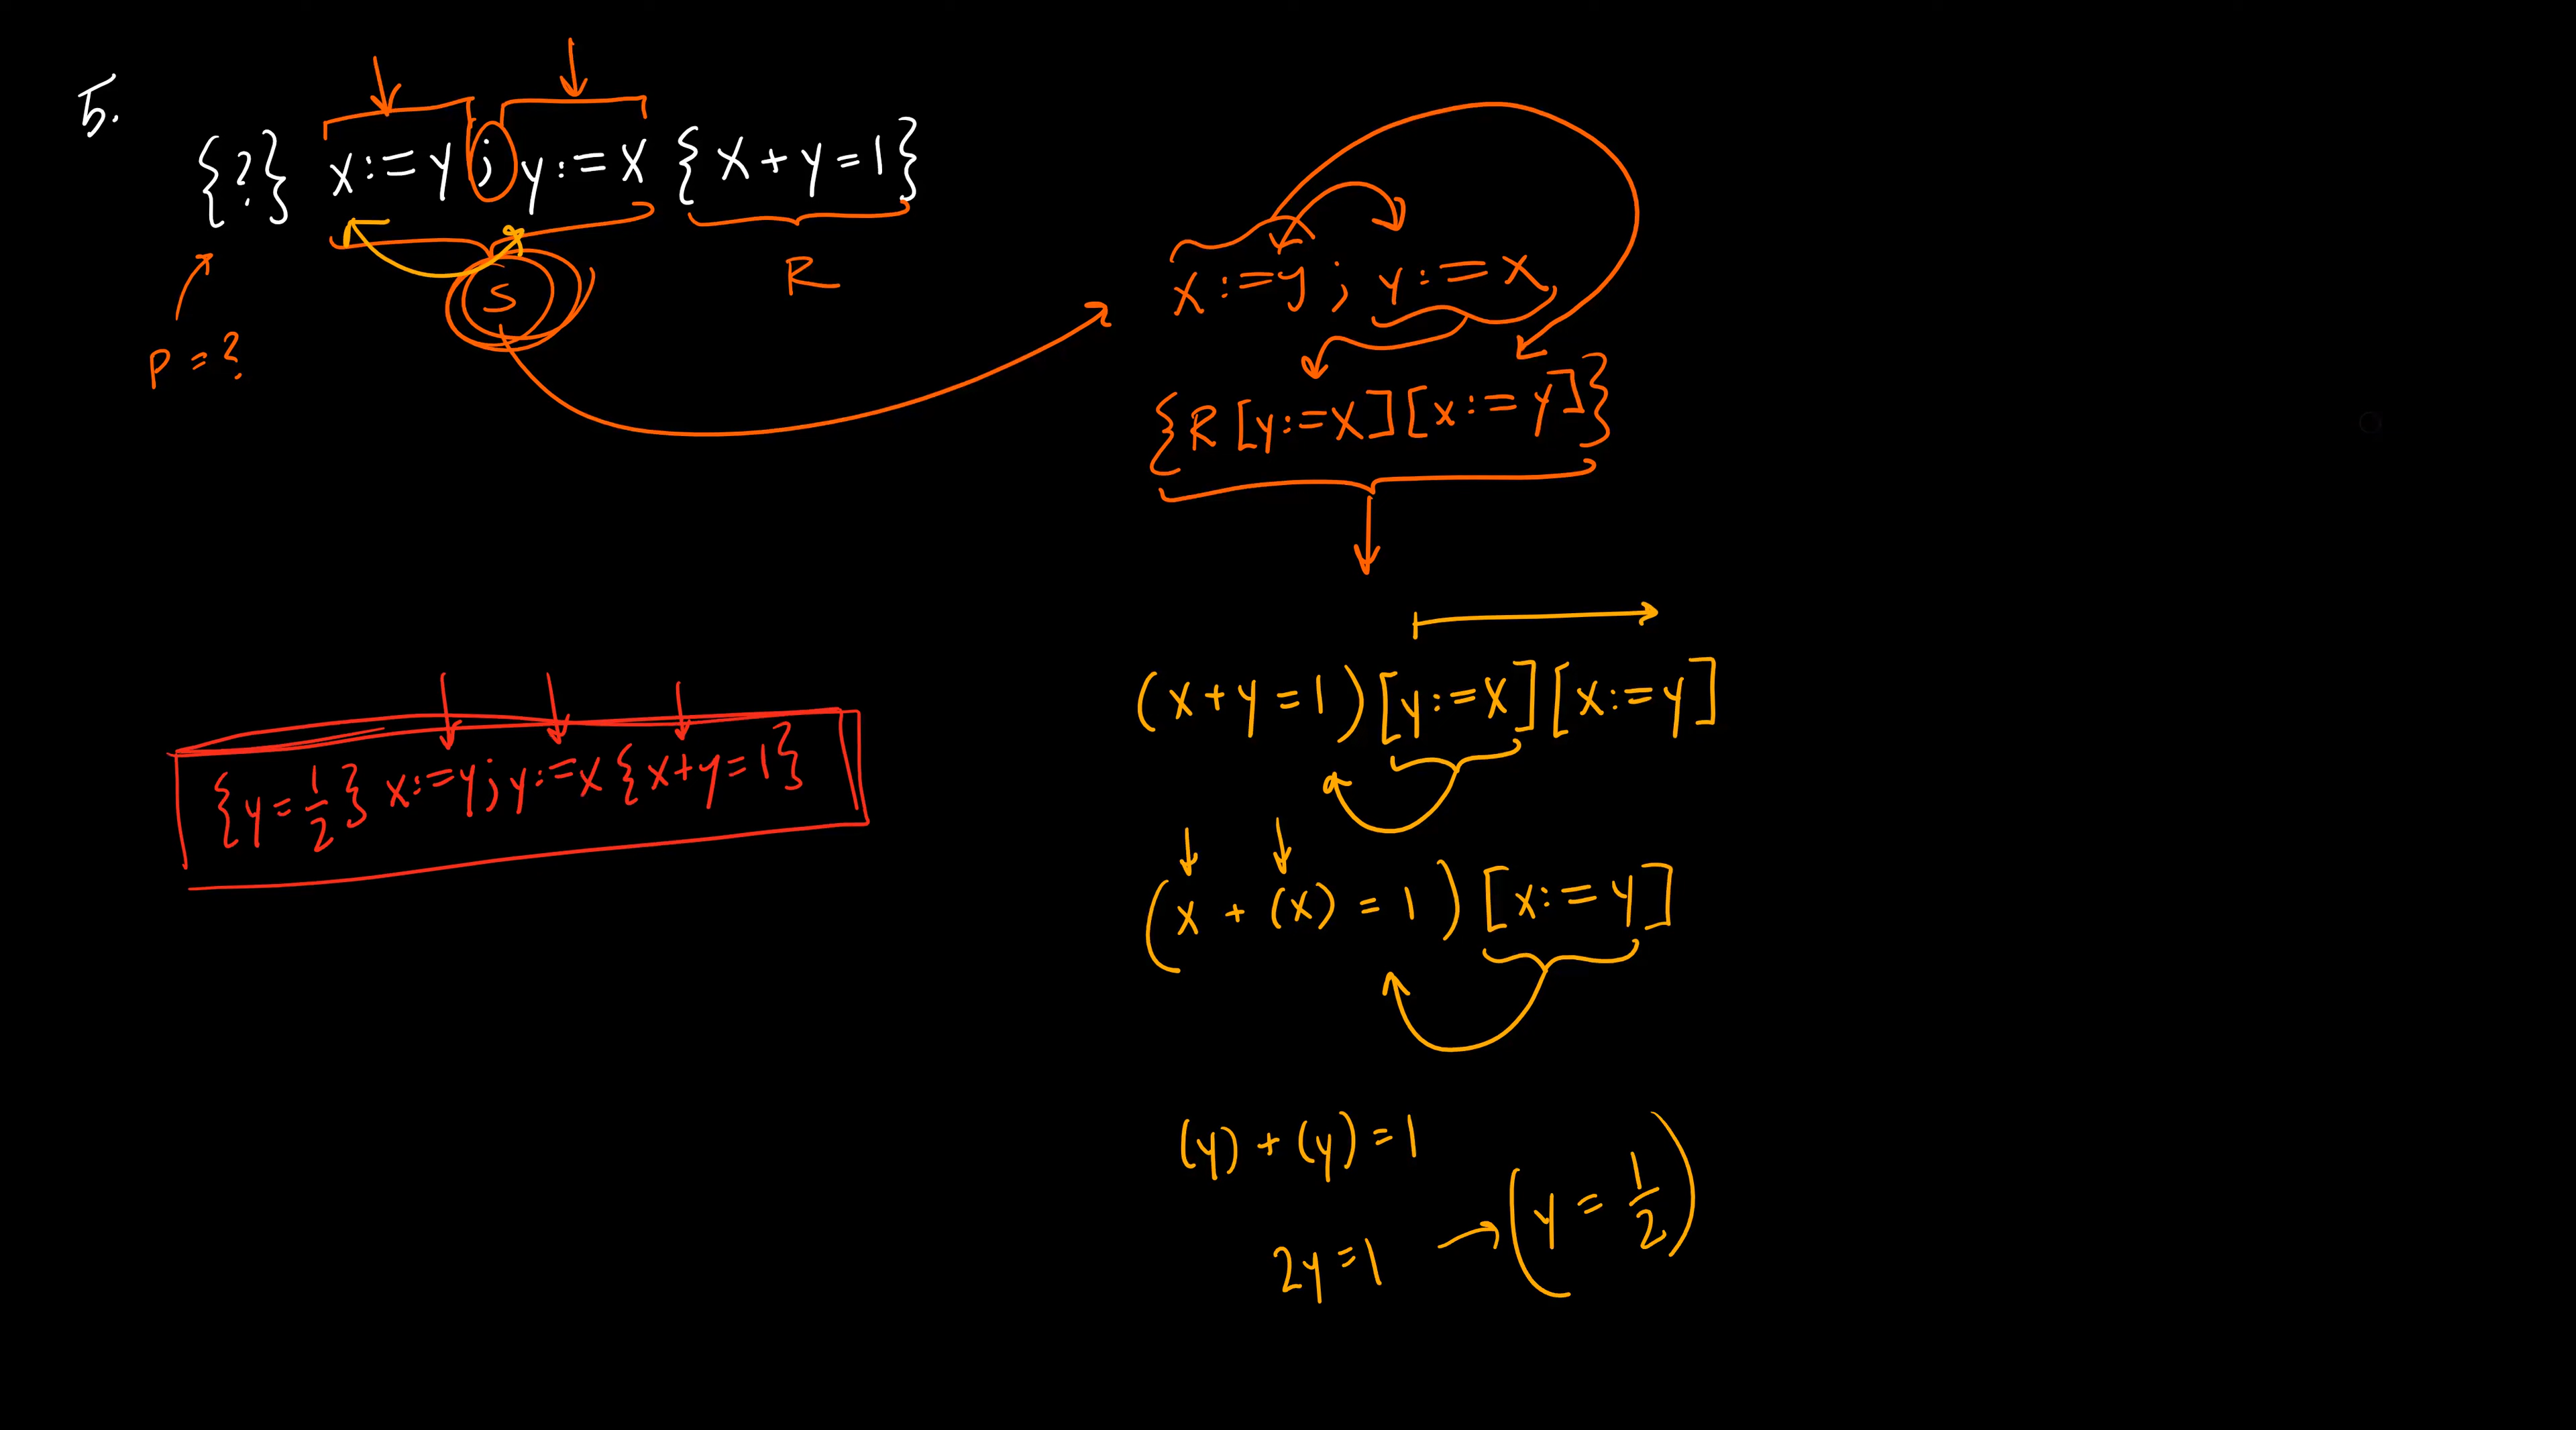 5.
{?} x:=y; y:=x {x+y=1}
S
R
P=?
x:=y; y:=x
{R[y:=x][x:=y]}
(x+y=1)[y:=x][x:=y]
{y=1/2} x:=y; y:=x {x+y=1}
(x+(x)=1)[x:=y]
(y)+(y)=1
2y=1 → (y=1/2)